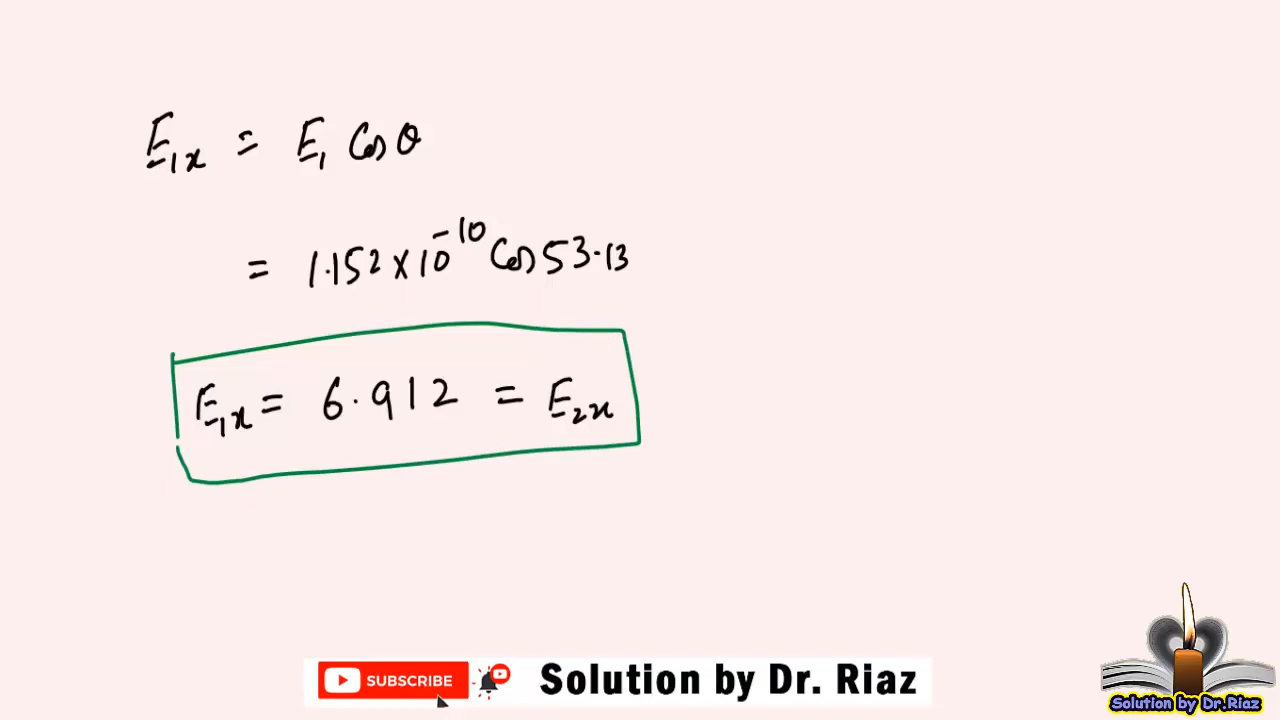 E₁ₓ = E₁ Cos θ
= 1.152 × 10⁻¹⁰ Cos 53.13
E₁ₓ = 6.912 = E₂ₓ
SUBSCRIBE Solution by Dr. Riaz
Solution by Dr.Riaz